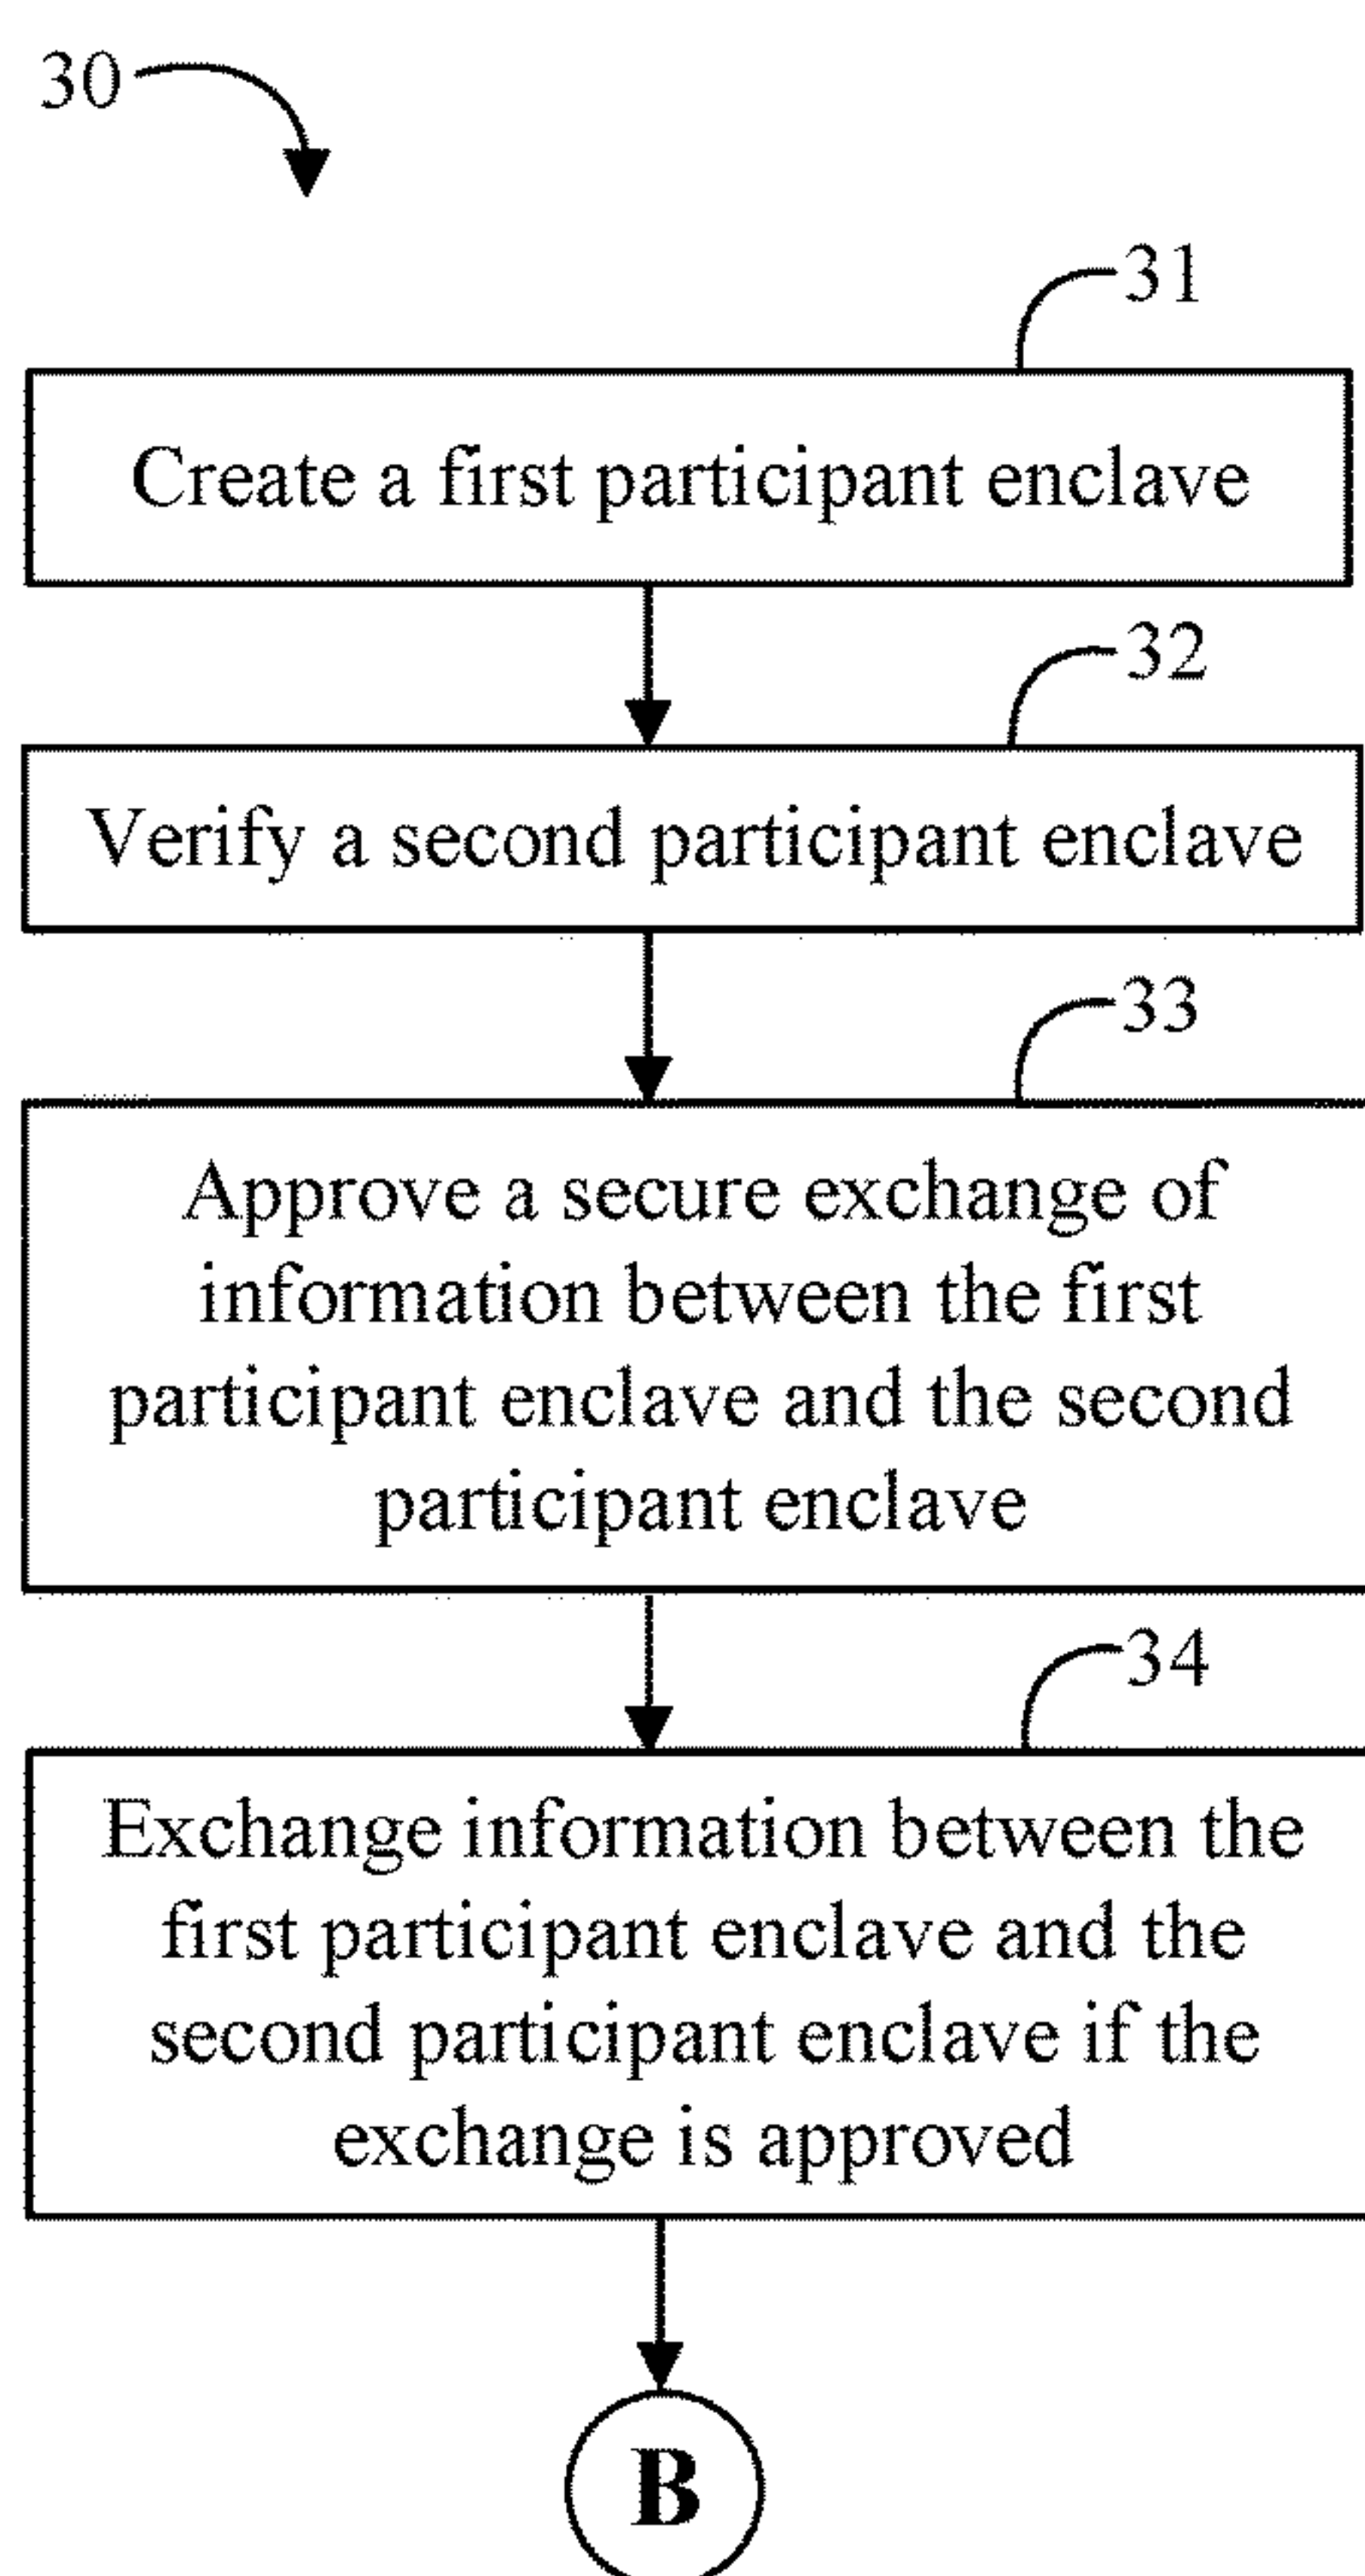 30
31
Create a first participant enclave
32
Verify a second participant enclave
33
Approve a secure exchange of
information between the first
participant enclave and the second
participant enclave
34
Exchange information between the
first participant enclave and the
second participant enclave if the
exchange is approved
B